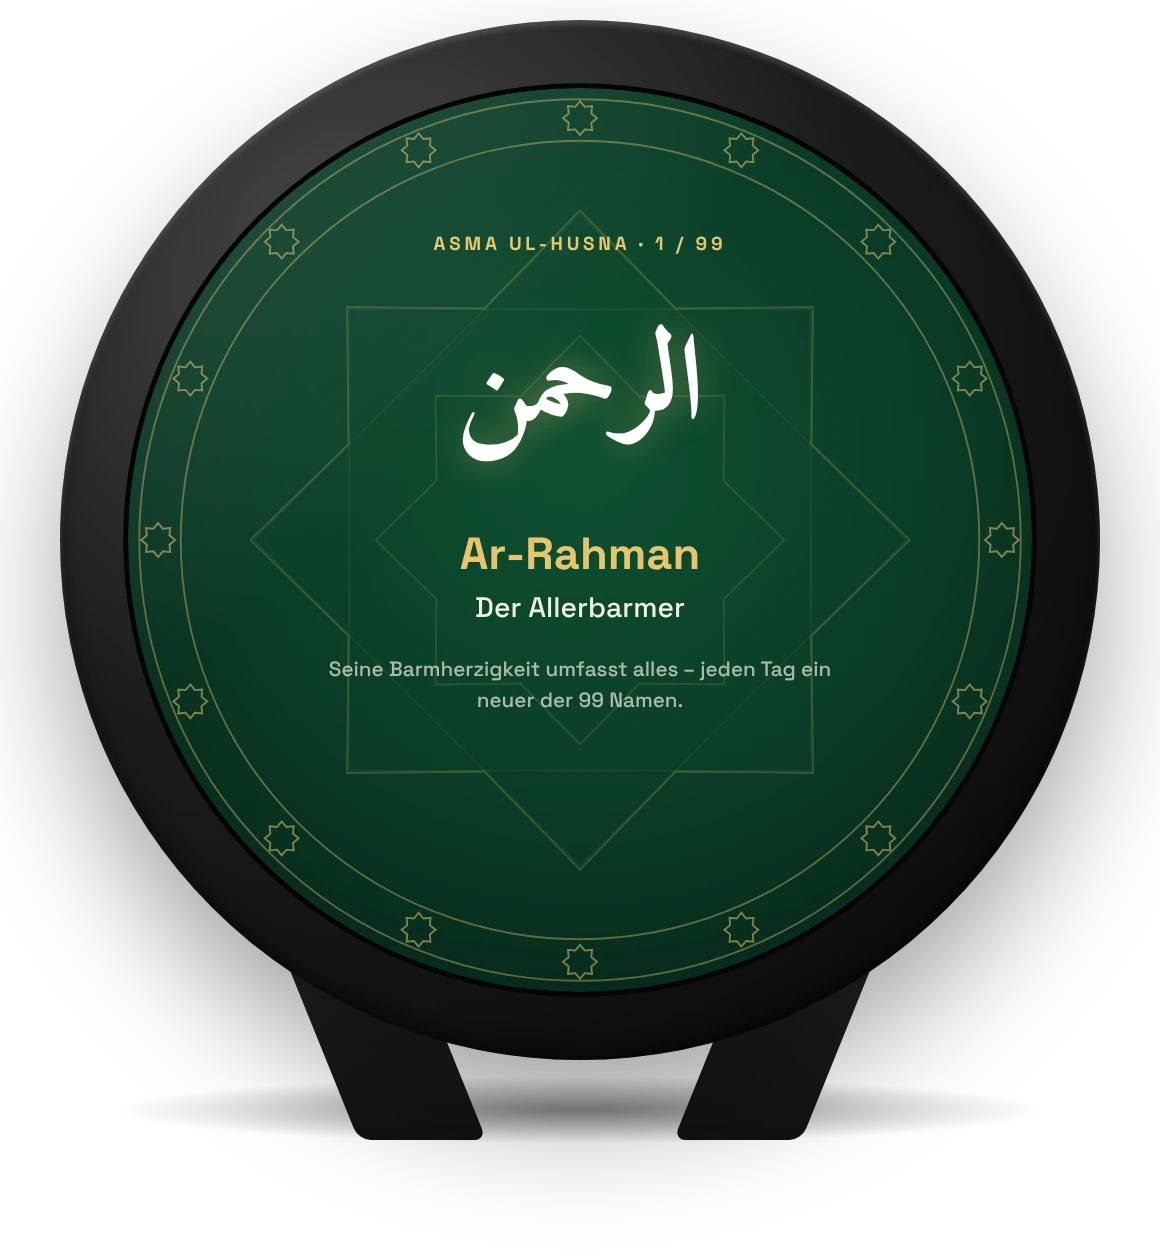 ASMA UL-HUSNA · 1 / 99
الرحمن
Ar-Rahman
Der Allerbarmer
Seine Barmherzigkeit umfasst alles – jeden Tag ein
neuer der 99 Namen.